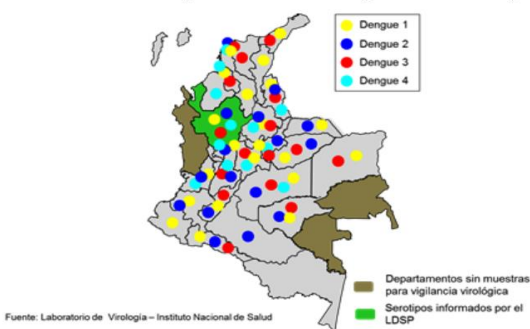 Dengue 1
Dengue 2
Dengue 3
Dengue 4
Departamentos sin muestras
para vigilancia virológica
Serotipos informados por el
LDSP
Fuente: Laboratorio de Virología – Instituto Nacional de Salud